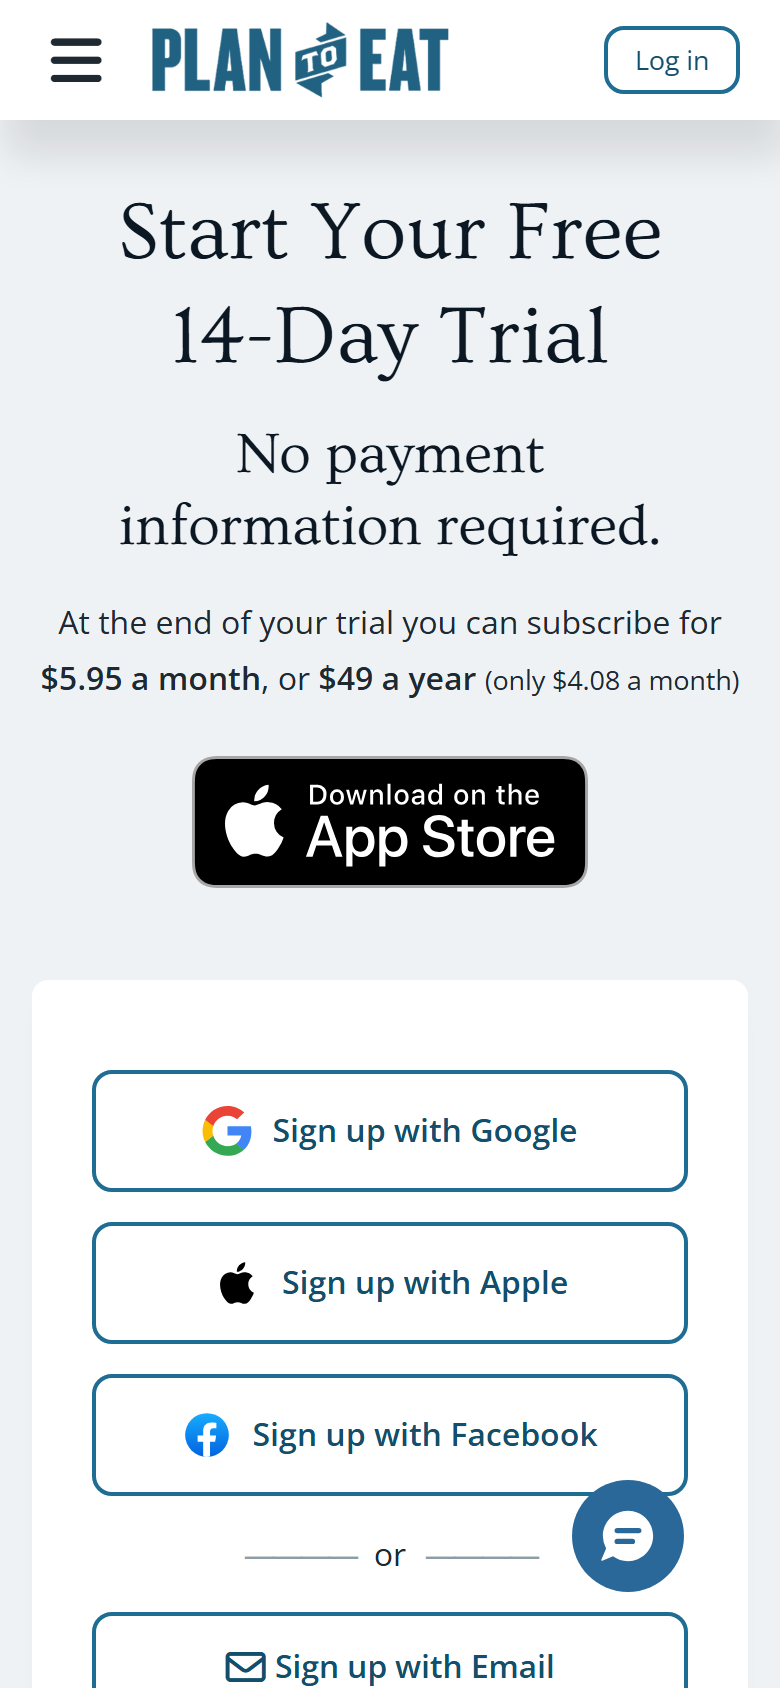 PLAN TO EAT
Log in
Start Your Free
14-Day Trial
No payment
information required.
At the end of your trial you can subscribe for
$5.95 a month, or $49 a year (only $4.08 a month)
Download on the
App Store
Sign up with Google
Sign up with Apple
Sign up with Facebook
or
Sign up with Email